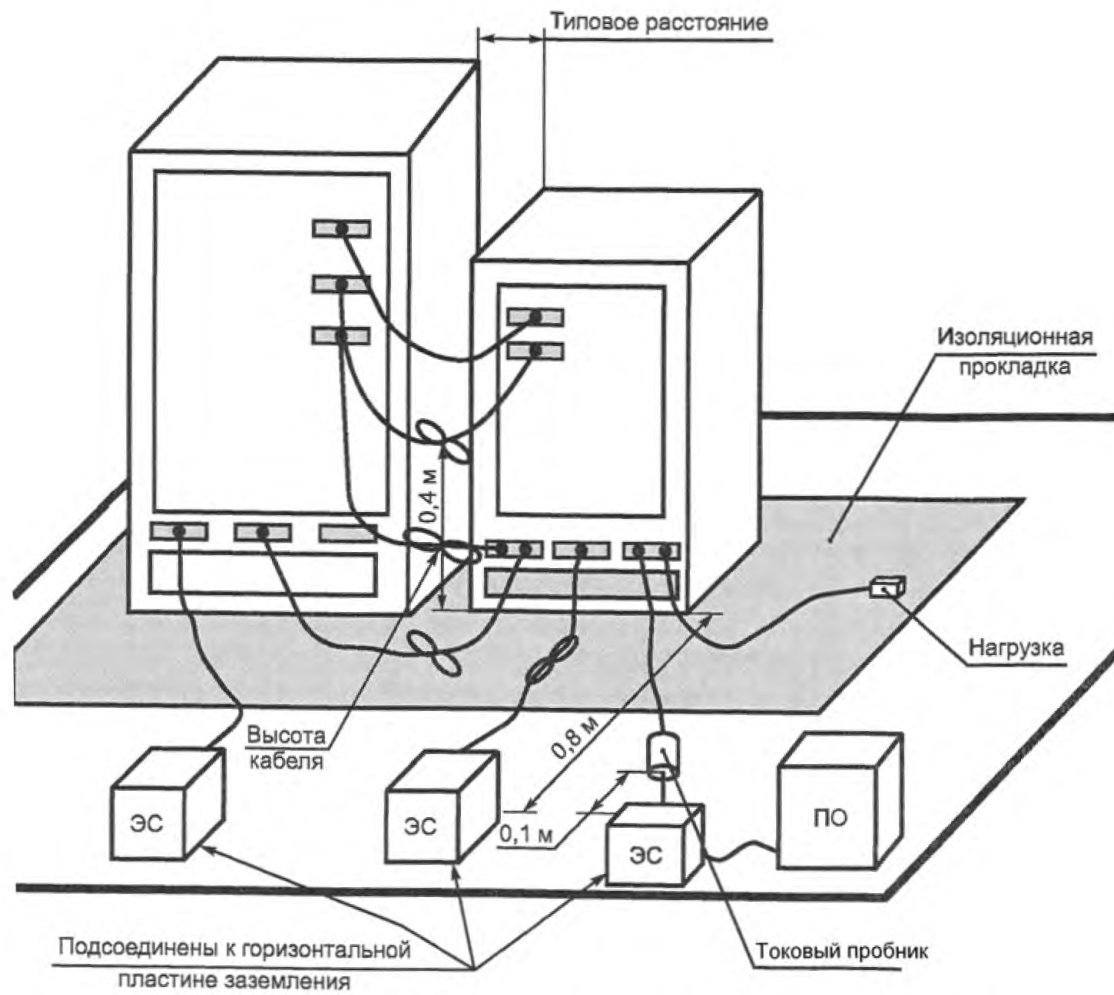 Типовое расстояние
Изоляционная
прокладка
0,4 м
Нагрузка
Высота
кабеля
0,8 м
0,1 м
ЭС
ЭС
ЭС
ПО
Подсоединены к горизонтальной
пластине заземления
Токовый пробник